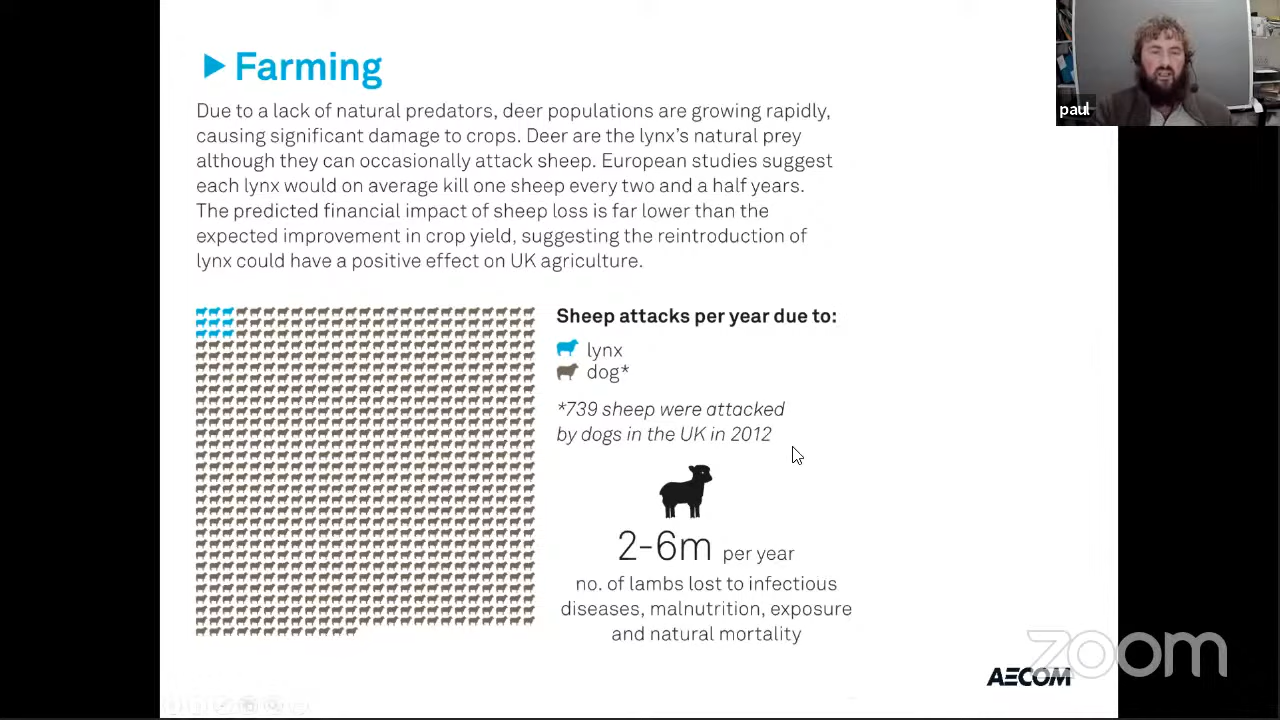 Farming
paul
Due to a lack of natural predators, deer populations are growing rapidly,
causing significant damage to crops. Deer are the lynx's natural prey
although they can occasionally attack sheep. European studies suggest
each lynx would on average kill one sheep every two and a half years.
The predicted financial impact of sheep loss is far lower than the
expected improvement in crop yield, suggesting the reintroduction of
lynx could have a positive effect on UK agriculture.
Sheep attacks per year due to:
lynx
dog*
*739 sheep were attacked
by dogs in the UK in 2012
2-6m per year
no. of lambs lost to infectious
diseases, malnutrition, exposure
and natural mortality
zoom
AECOM